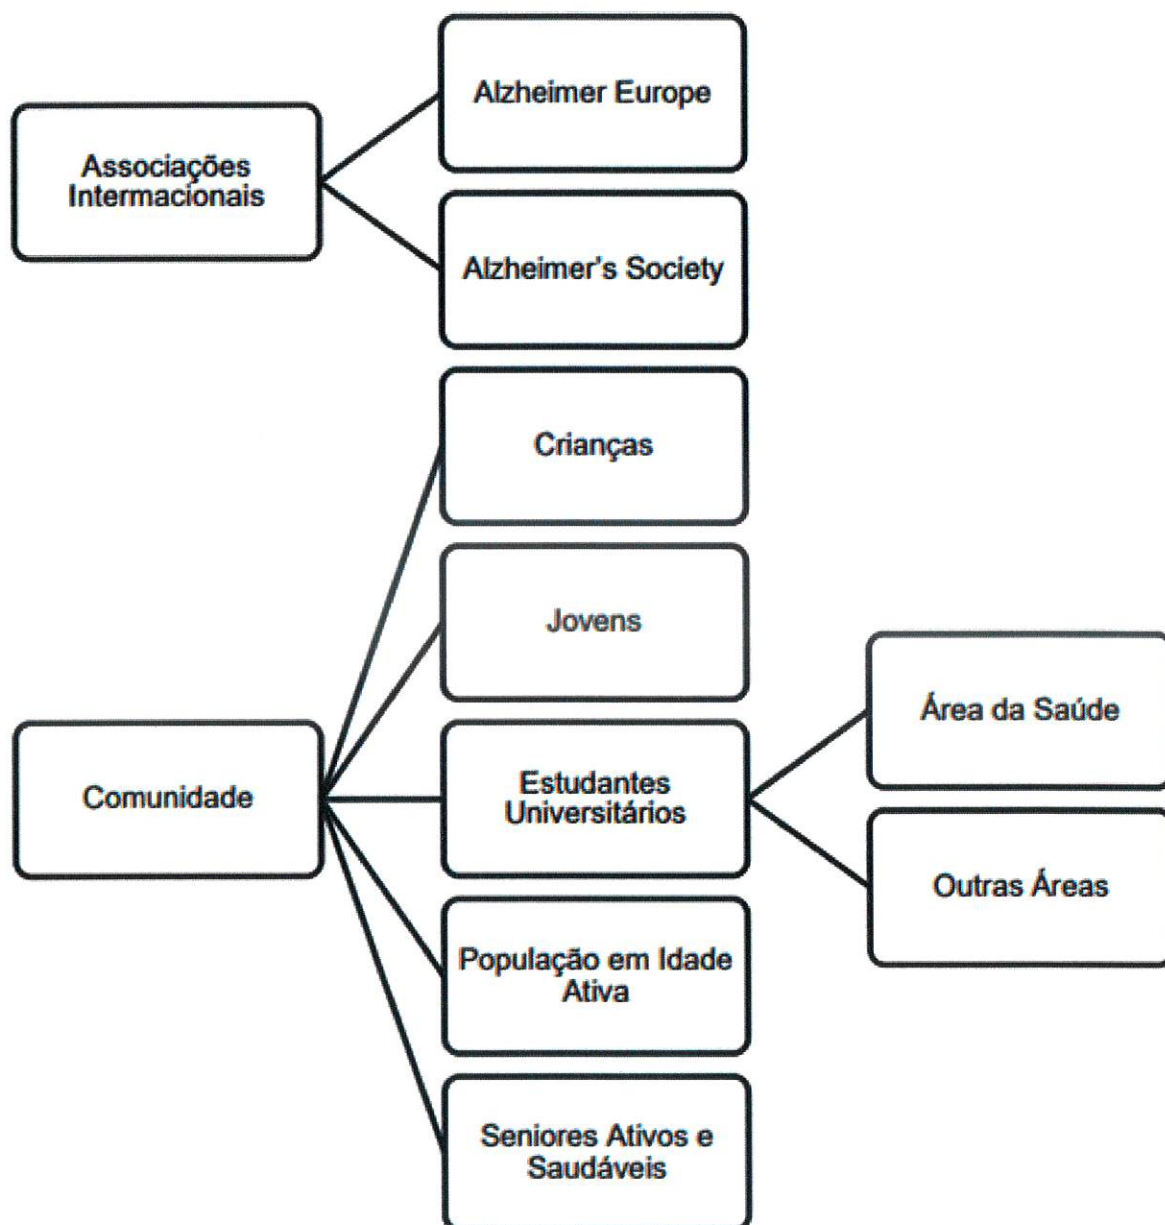 Alzheimer Europe
Associações
Intermacionais
Alzheimer's Society
Crianças
Jovens
Área da Saúde
Comunidade
Estudantes
Universitários
Outras Áreas
População em Idade
Ativa
Seniores Ativos e
Saudáveis